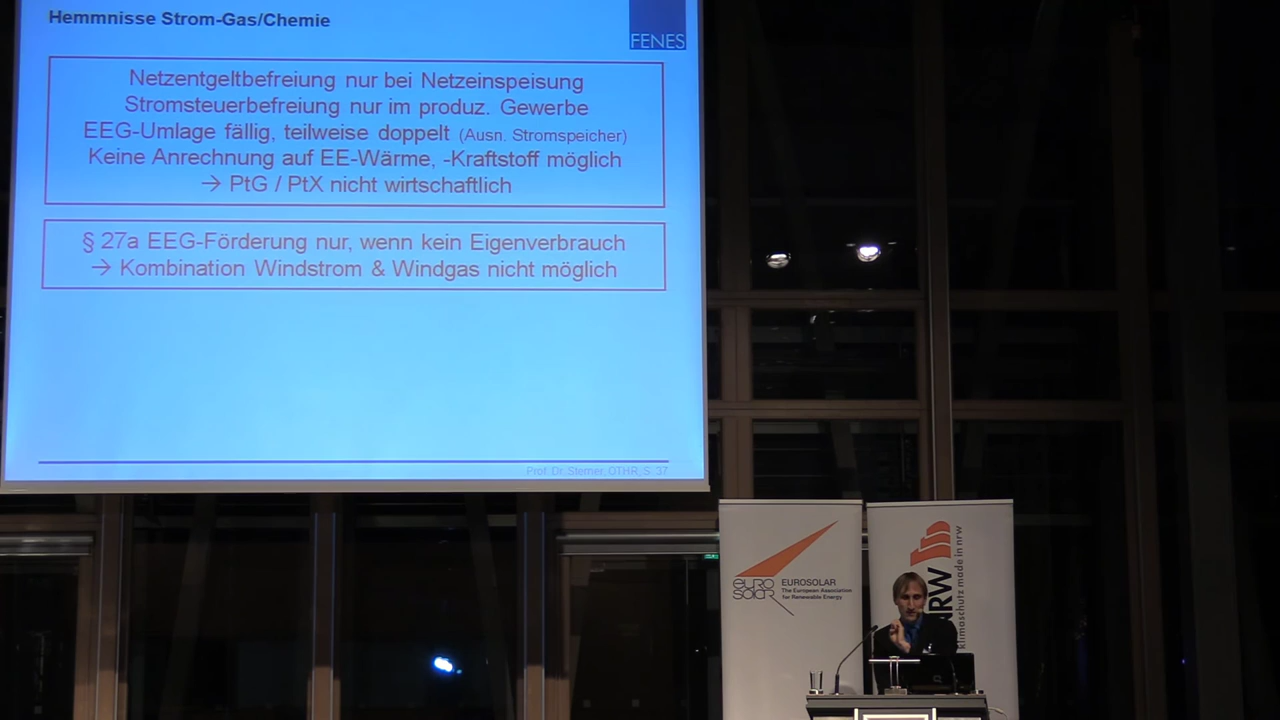 Hemmnisse Strom-Gas/Chemie
FENES
Netzentgeltbefreiung nur bei Netzeinspeisung
Stromsteuerbefreiung nur im produz. Gewerbe
EEG-Umlage fällig, teilweise doppelt (Ausn. Stromspeicher)
Keine Anrechnung auf EE-Wärme, -Kraftstoff möglich
→ PtG / PtX nicht wirtschaftlich
§ 27a EEG-Förderung nur, wenn kein Eigenverbrauch
→ Kombination Windstrom & Windgas nicht möglich
Prof. Dr. Sterner, OTHR, S. 37
EURO
SOLAR
EUROSOLAR
The European Association
for Renewable Energy
NRW
klimaschutz made in nrw